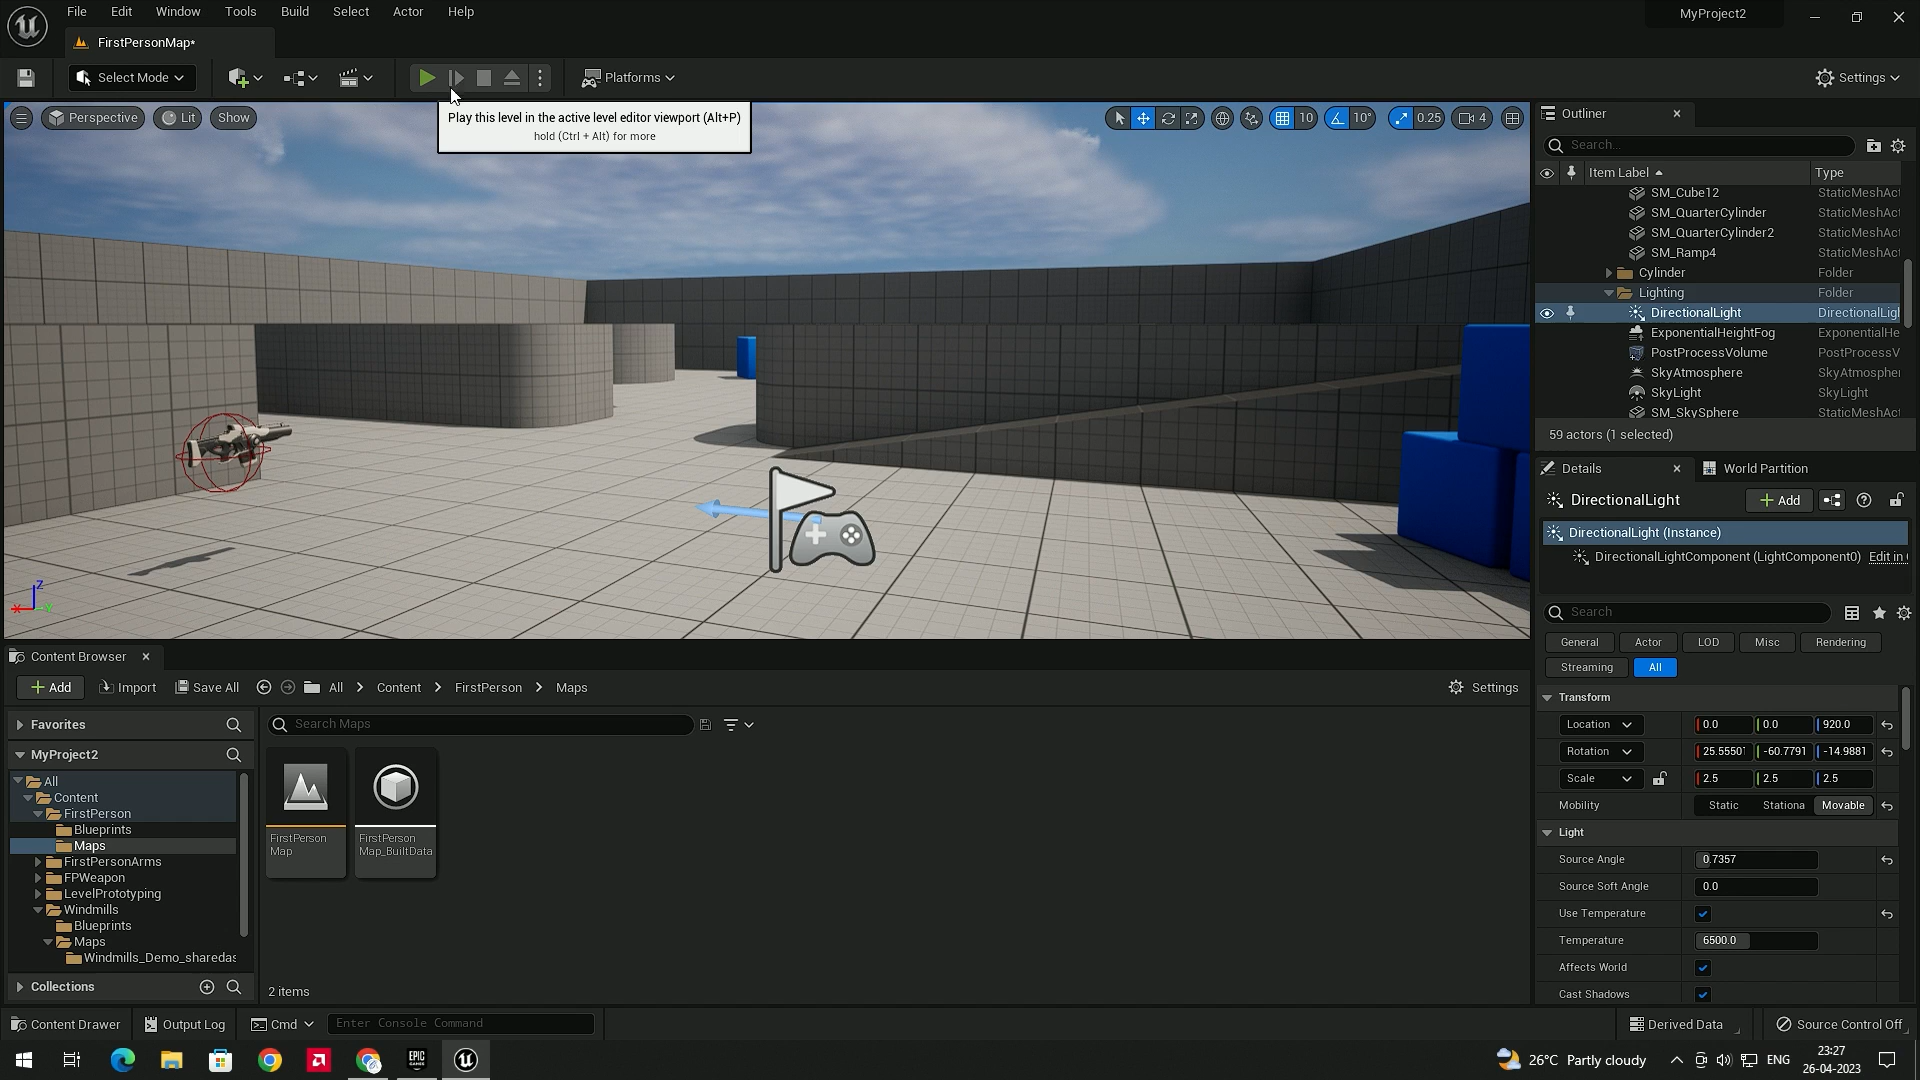 File Edit Window Tools Build Select Actor Help
MyProject2
FirstPersonMap*
Select Mode
Platforms
Settings
Perspective Lit Show
Play this level in the active level editor viewport (Alt+P)
hold (Ctrl + Alt) for more
10 10° 0.25 4
Outliner
Search...
Item Label Type
SM_Cube12 StaticMeshAct
SM_QuarterCylinder StaticMeshAct
SM_QuarterCylinder2 StaticMeshAct
SM_Ramp4 StaticMeshAct
Cylinder Folder
Lighting Folder
DirectionalLight DirectionalLigl
ExponentialHeightFog ExponentialHe
PostProcessVolume PostProcessV
SkyAtmosphere SkyAtmospher
SkyLight SkyLight
SM_SkySphere StaticMeshAct
59 actors (1 selected)
Details World Partition
DirectionalLight Add
DirectionalLight (Instance)
DirectionalLightComponent (LightComponent0) Edit in
Search
General Actor LOD Misc Rendering
Streaming All
Transform
Location 0.0 0.0 920.0
Rotation 25.55501 -60.7791 -14.9881
Scale 2.5 2.5 2.5
Mobility Static Stationa Movable
Light
Source Angle 0.7357
Source Soft Angle 0.0
Use Temperature
Temperature 6500.0
Affects World
Cast Shadows
Z
X Y
Content Browser
Add Import Save All All Content FirstPerson Maps Settings
Favorites
Search Maps
MyProject2
All
Content
FirstPerson
Blueprints
Maps
FirstPersonArms
FPWeapon
LevelPrototyping
Windmills
Blueprints
Maps
Windmills_Demo_sharedas
Collections
FirstPerson
Map
FirstPerson
Map_BuiltData
2 items
Content Drawer Output Log Cmd Enter Console Command Derived Data Source Control Off
EPIC
GAMES
26°C Partly cloudy ENG
23:27
26-04-2023